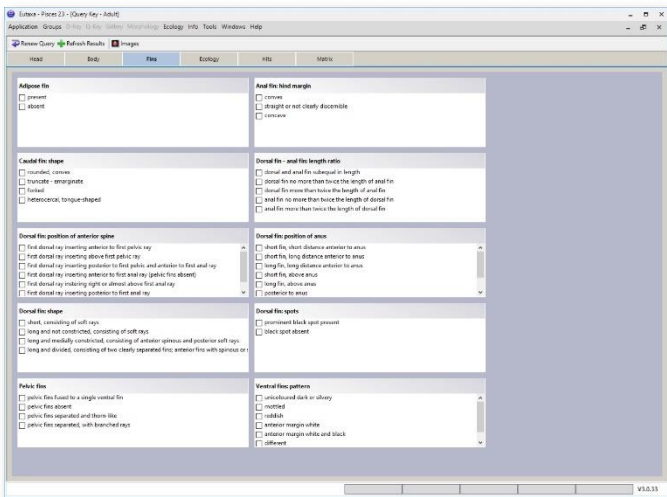 Eutaxa - Pisces 23 - [Query Key - Adult]
Application Groups D-Key Q-Key Gallery Morphology Ecology Info Tools Windows Help
Renew Query Refresh Results Images
Head Body Fins Ecology Hits Matrix
Adipose fin
present
absent
Anal fin: hind margin
convex
straight or not clearly discernible
concave
Caudal fin: shape
rounded, convex
truncate - emarginate
forked
heterocercal, tongue-shaped
Dorsal fin - anal fin: length ratio
dorsal and anal fin subequal in length
dorsal fin no more than twice the length of anal fin
dorsal fin more than twice the length of anal fin
anal fin no more than twice the length of dorsal fin
anal fin more than twice the length of dorsal fin
Dorsal fin: position of anterior spine
first dorsal ray inserting anterior to first pelvic ray
first dorsal ray inserting above first pelvic ray
first dorsal ray inserting posterior to first pelvic and anterior to first anal ray
first dorsal ray inserting anterior to first anal ray (pelvic fins absent)
first dorsal ray instering right or almost above first anal ray
first dorsal ray inserting posterior to first anal ray
Dorsal fin: position of anus
short fin, short distance anterior to anus
short fin, long distance anterior to anus
long fin, long distance anterior to anus
short fin, above anus
long fin, above anus
posterior to anus
Dorsal fin: shape
short, consisting of soft rays
long and not constricted, consisting of soft rays
long and medially constricted, consisting of anterior spinous and posterior soft rays
long and divided, consisting of two clearly separated fins; anterior fins with spinous or
Dorsal fin: spots
prominent black spot present
black spot absent
Pelvic fins
pelvic fins fused to a single ventral fin
pelvic fins absent
pelvic fins separated and thorn-like
pelvic fins separated, with branched rays
Ventral fins: pattern
unicoloured dark or silvery
mottled
reddish
anterior margin white
anterior margin white and black
different
V3.0.33